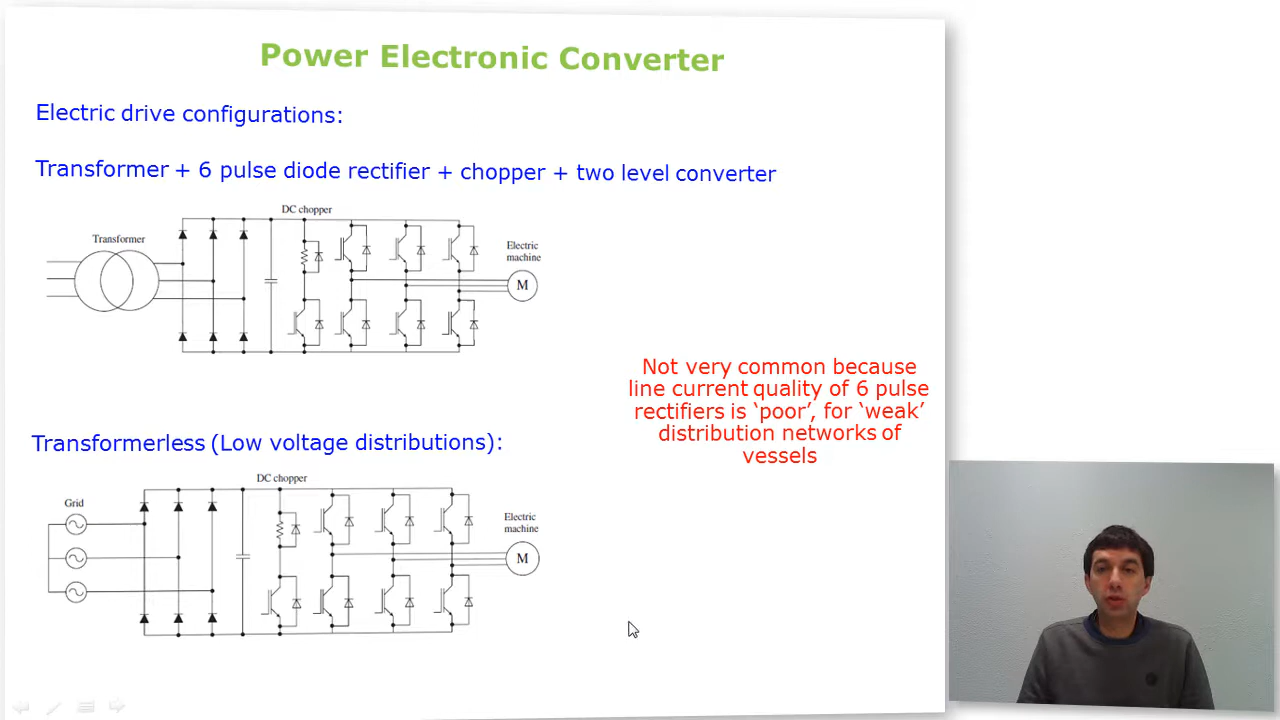 Power Electronic Converter
Electric drive configurations:
Transformer + 6 pulse diode rectifier + chopper + two level converter
DC chopper
Transformer
Electric
machine
M
Not very common because
line current quality of 6 pulse
rectifiers is ‘poor’, for ‘weak’
distribution networks of
vessels
Transformerless (Low voltage distributions):
DC chopper
Grid
Electric
machine
M